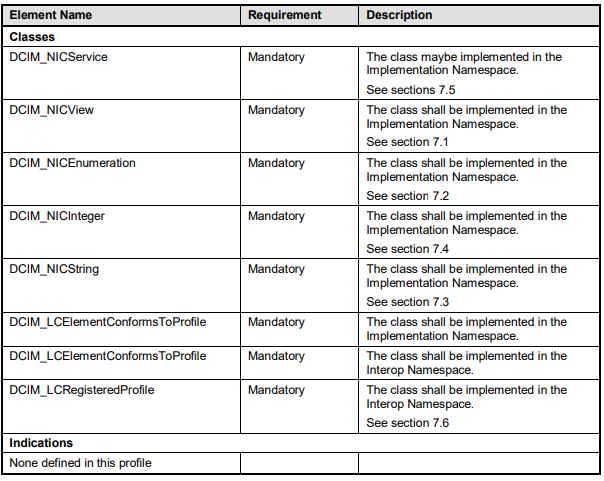 Element Name Requirement Description
Classes
DCIM_NICService Mandatory The class maybe implemented in the
Implementation Namespace.
See sections 7.5
DCIM_NICView Mandatory The class shall be implemented in the
Implementation Namespace.
See section 7.1
DCIM_NICEnumeration Mandatory The class shall be implemented in the
Implementation Namespace.
See section 7.2
DCIM_NICInteger Mandatory The class shall be implemented in the
Implementation Namespace.
See section 7.4
DCIM_NICString Mandatory The class shall be implemented in the
Implementation Namespace.
See section 7.3
DCIM_LCElementConformsToProfile Mandatory The class shall be implemented in the
Implementation Namespace.
DCIM_LCElementConformsToProfile Mandatory The class shall be implemented in the
Interop Namespace.
DCIM_LCRegisteredProfile Mandatory The class shall be implemented in the
Interop Namespace.
See section 7.6
Indications
None defined in this profile